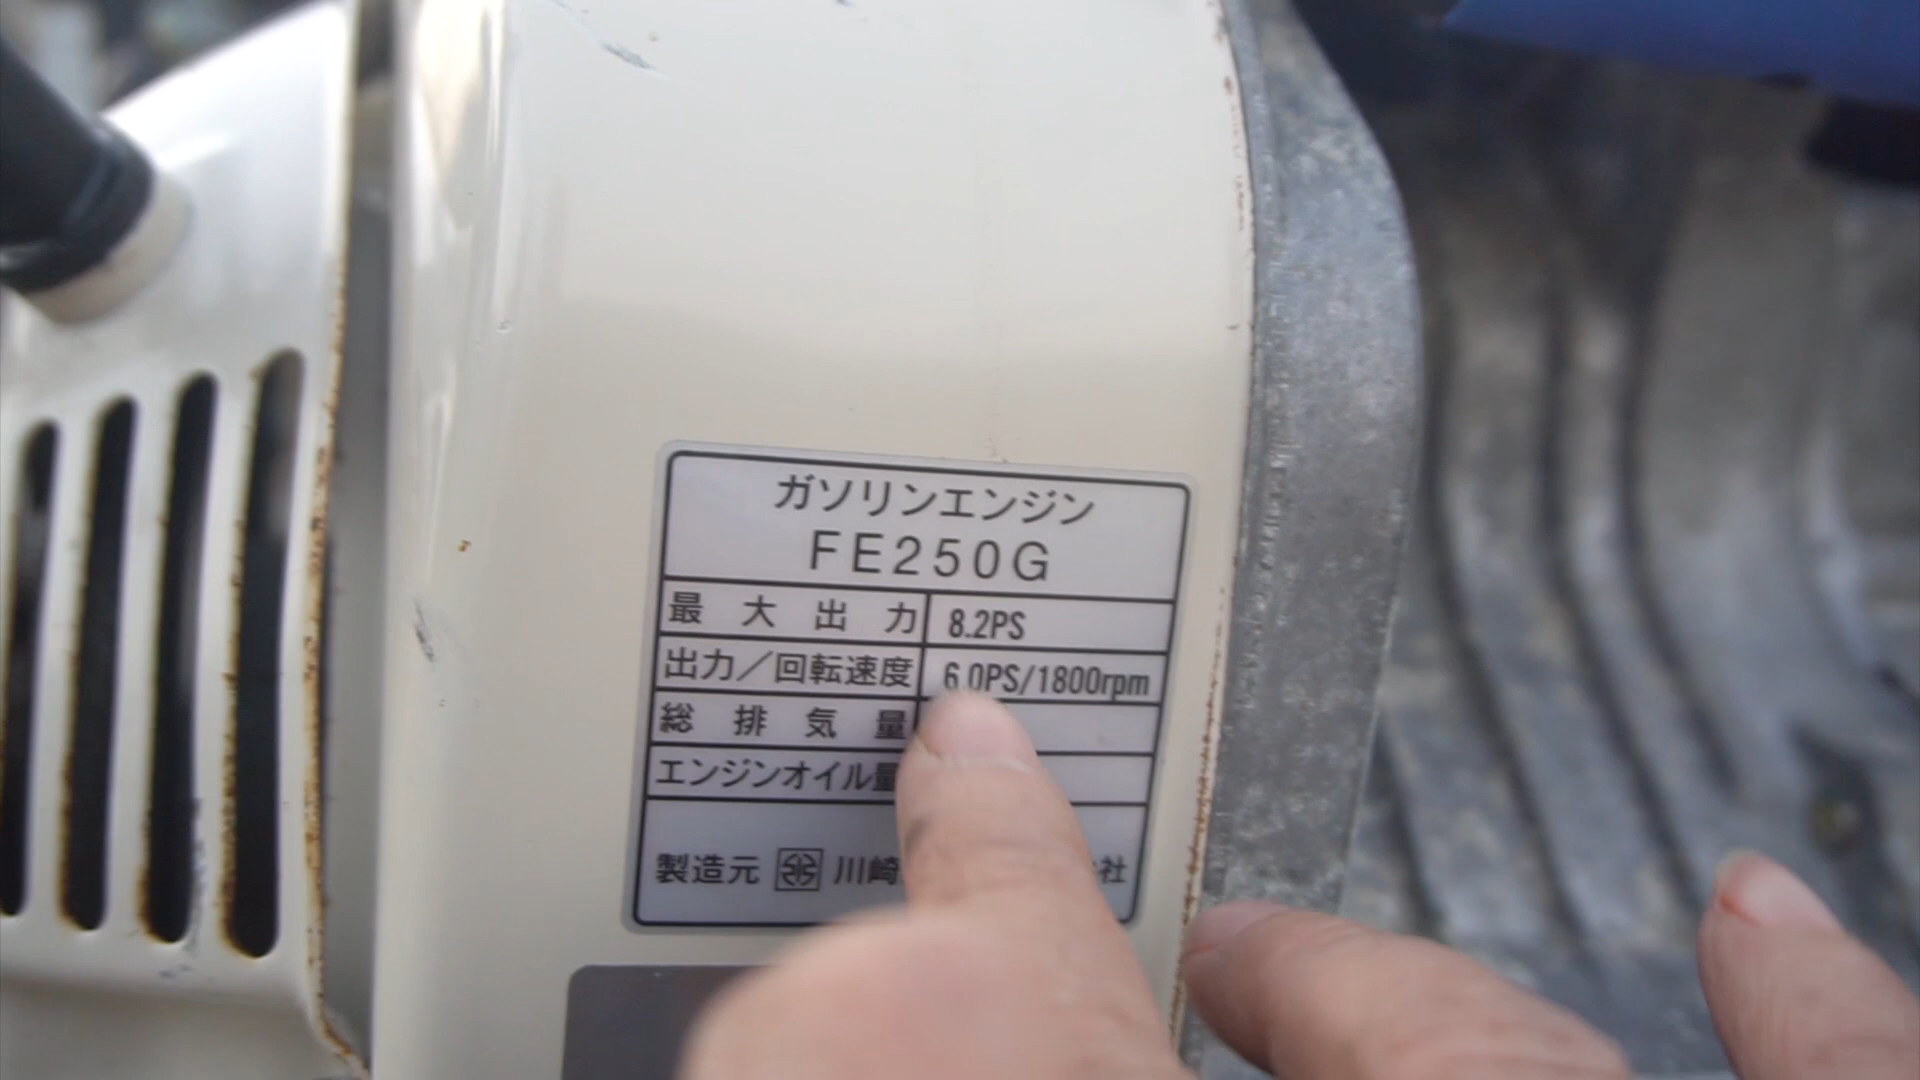 ガソリンエンジン
FE250G
最大出力 8.2PS
出力/回転速度 6.0PS/1800rpm
総排気量
エンジンオイル量
製造元 川崎 社